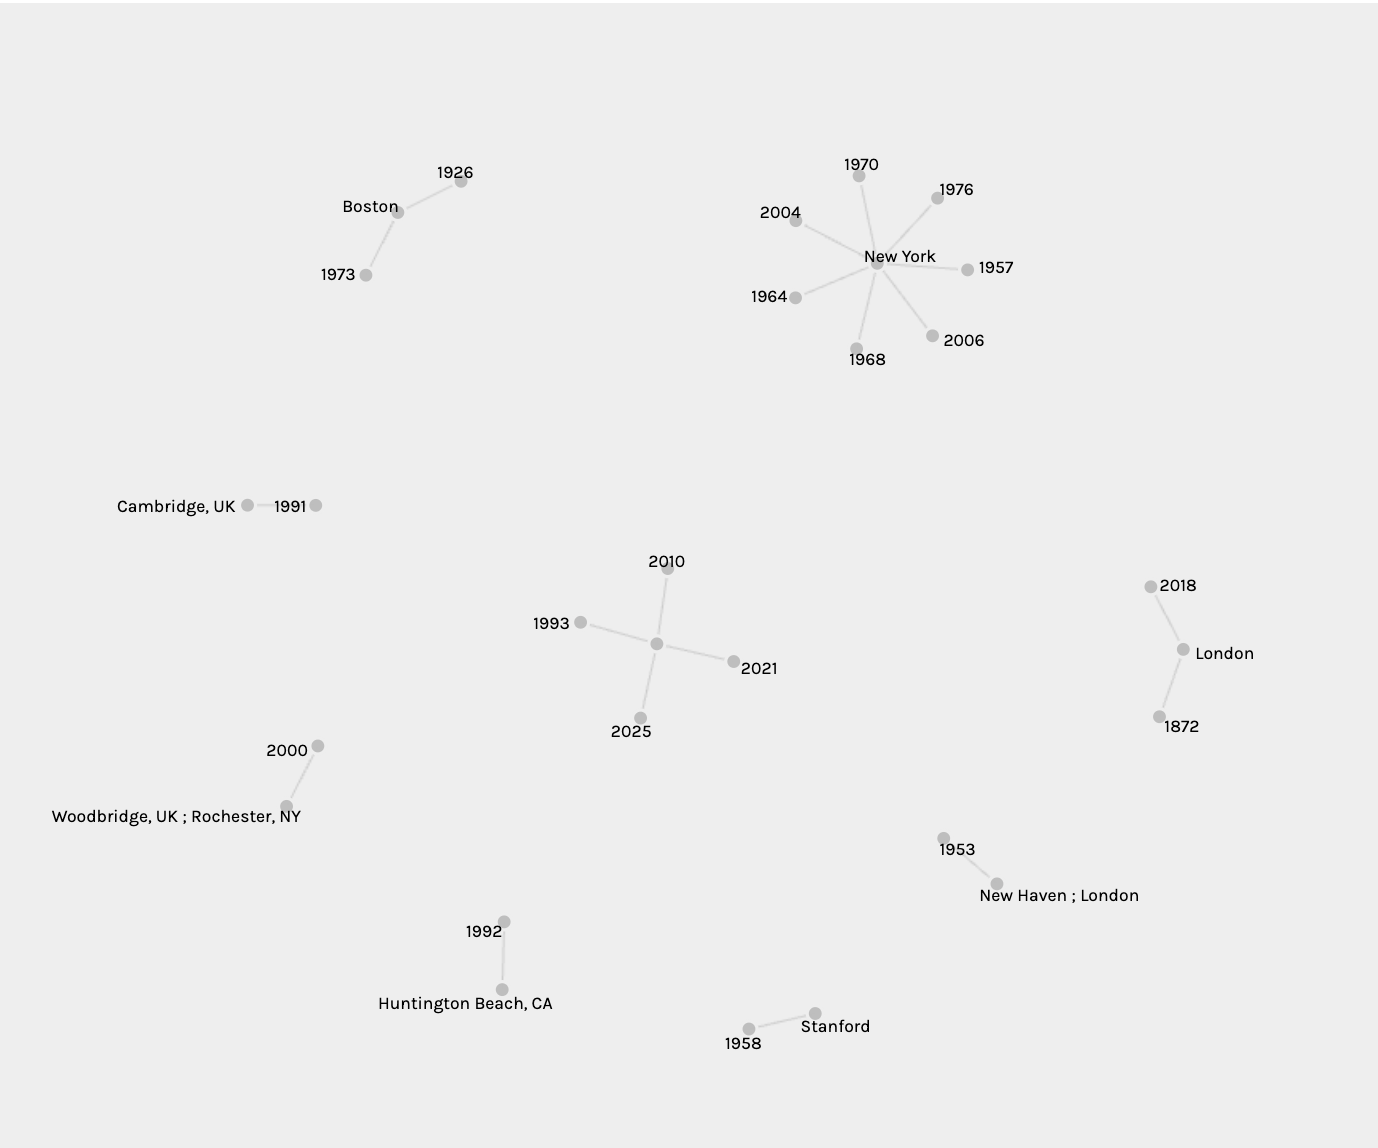 1970
1926
1976
Boston
2004
New York
1957
1973
1964
2006
1968
Cambridge, UK
1991
2010
2018
1993
London
2021
1872
2025
2000
Woodbridge, UK ; Rochester, NY
1953
New Haven ; London
1992
Huntington Beach, CA
Stanford
1958